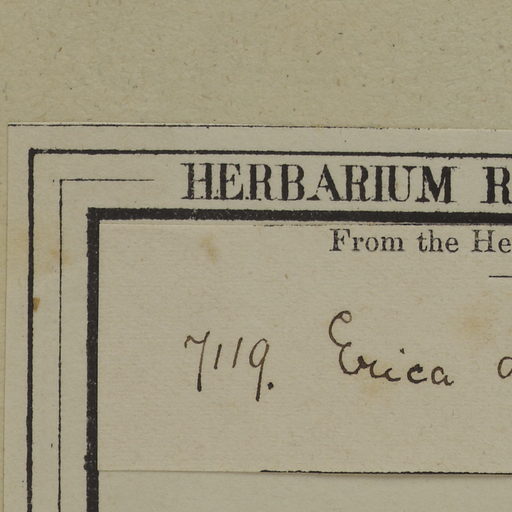 HERBARIUM R
From the He
7119. Erica